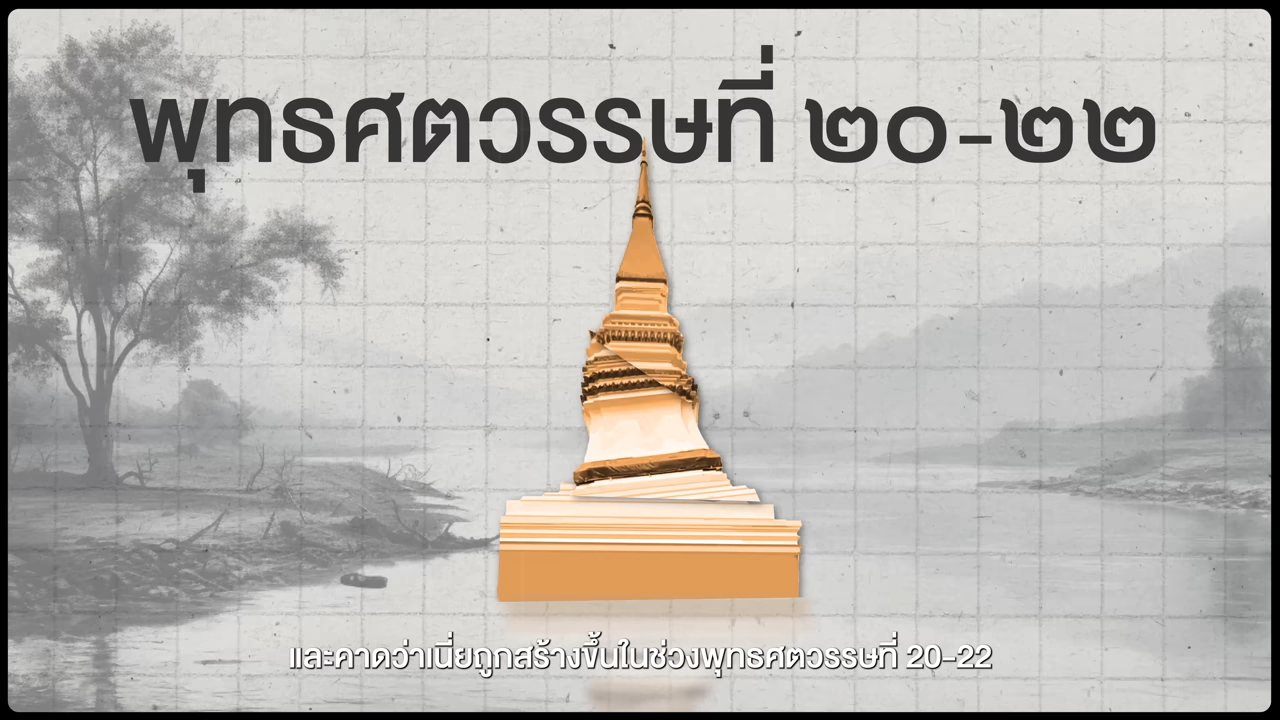 พุทธศตวรรษที่ ๒๐-๒๒
และคาดว่าเนี่ยถูกสร้างขึ้นในช่วงพุทธศตวรรษที่ 20-22